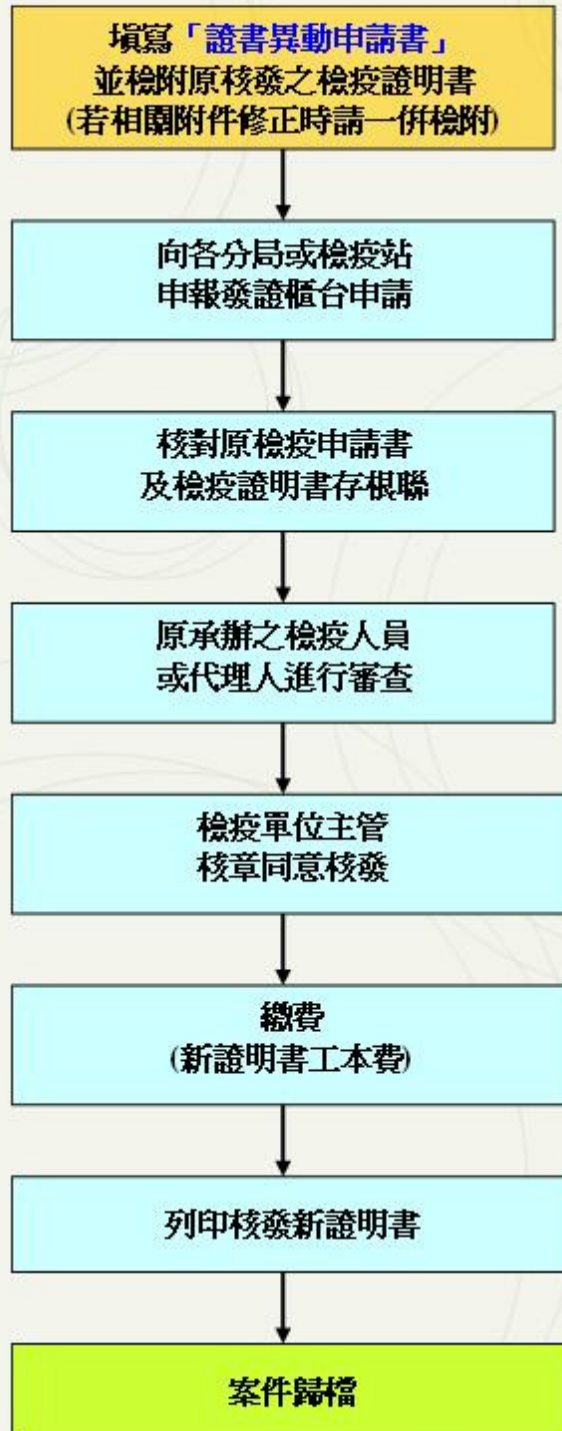 填寫「證書異動申請書」
並檢附原核發之檢疫證明書
(若相關附件修正時請一併檢附)
向各分局或檢疫站
申報發證櫃台申請
核對原檢疫申請書
及檢疫證明書存根聯
原承辦之檢疫人員
或代理人進行審查
檢疫單位主管
核章同意核發
繳費
(新證明書工本費)
列印核發新證明書
案件歸檔